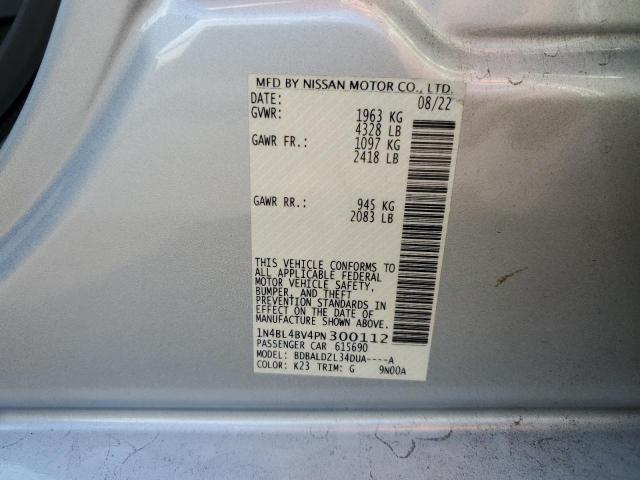 MFD BY NISSAN MOTOR CO., LTD.
DATE: 08/22
GVWR: 1963 KG
4328 LB
GAWR FR.: 1097 KG
2418 LB
GAWR RR.: 945 KG
2083 LB
THIS VEHICLE CONFORMS TO
ALL APPLICABLE FEDERAL
MOTOR VEHICLE SAFETY,
BUMPER, AND THEFT
PREVENTION STANDARDS IN
EFFECT ON THE DATE OF
MANUFACTURE SHOWN ABOVE.
1N4BL4BV4PN300112
PASSENGER CAR 615690
MODEL: BDBALDZL34DUA----A
COLOR: K23 TRIM: G 9N00A